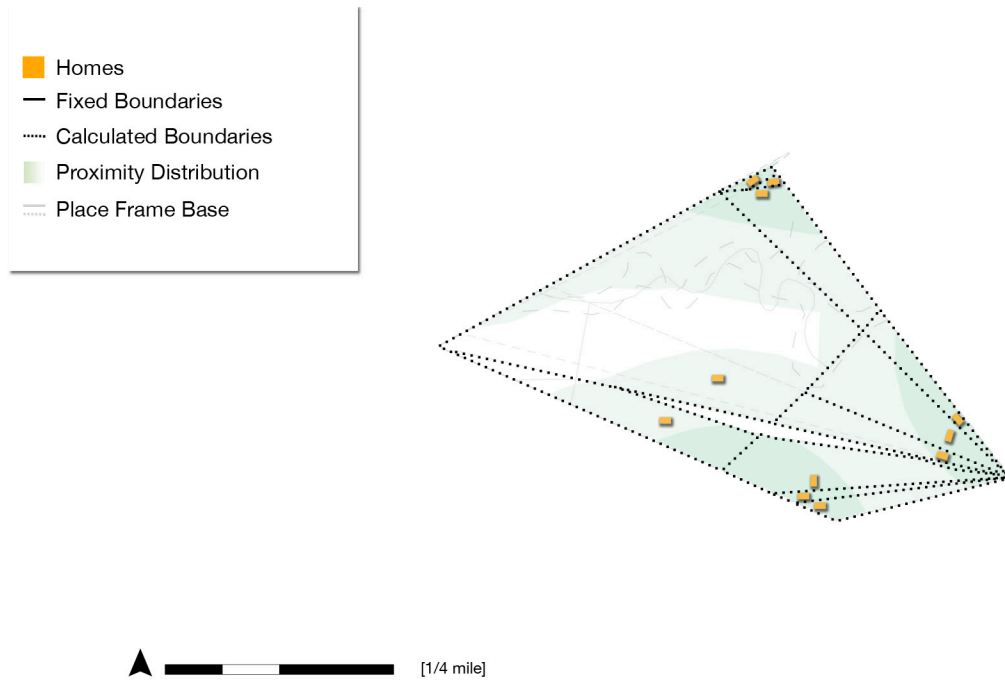 Homes
Fixed Boundaries
Calculated Boundaries
Proximity Distribution
Place Frame Base
[1/4 mile]